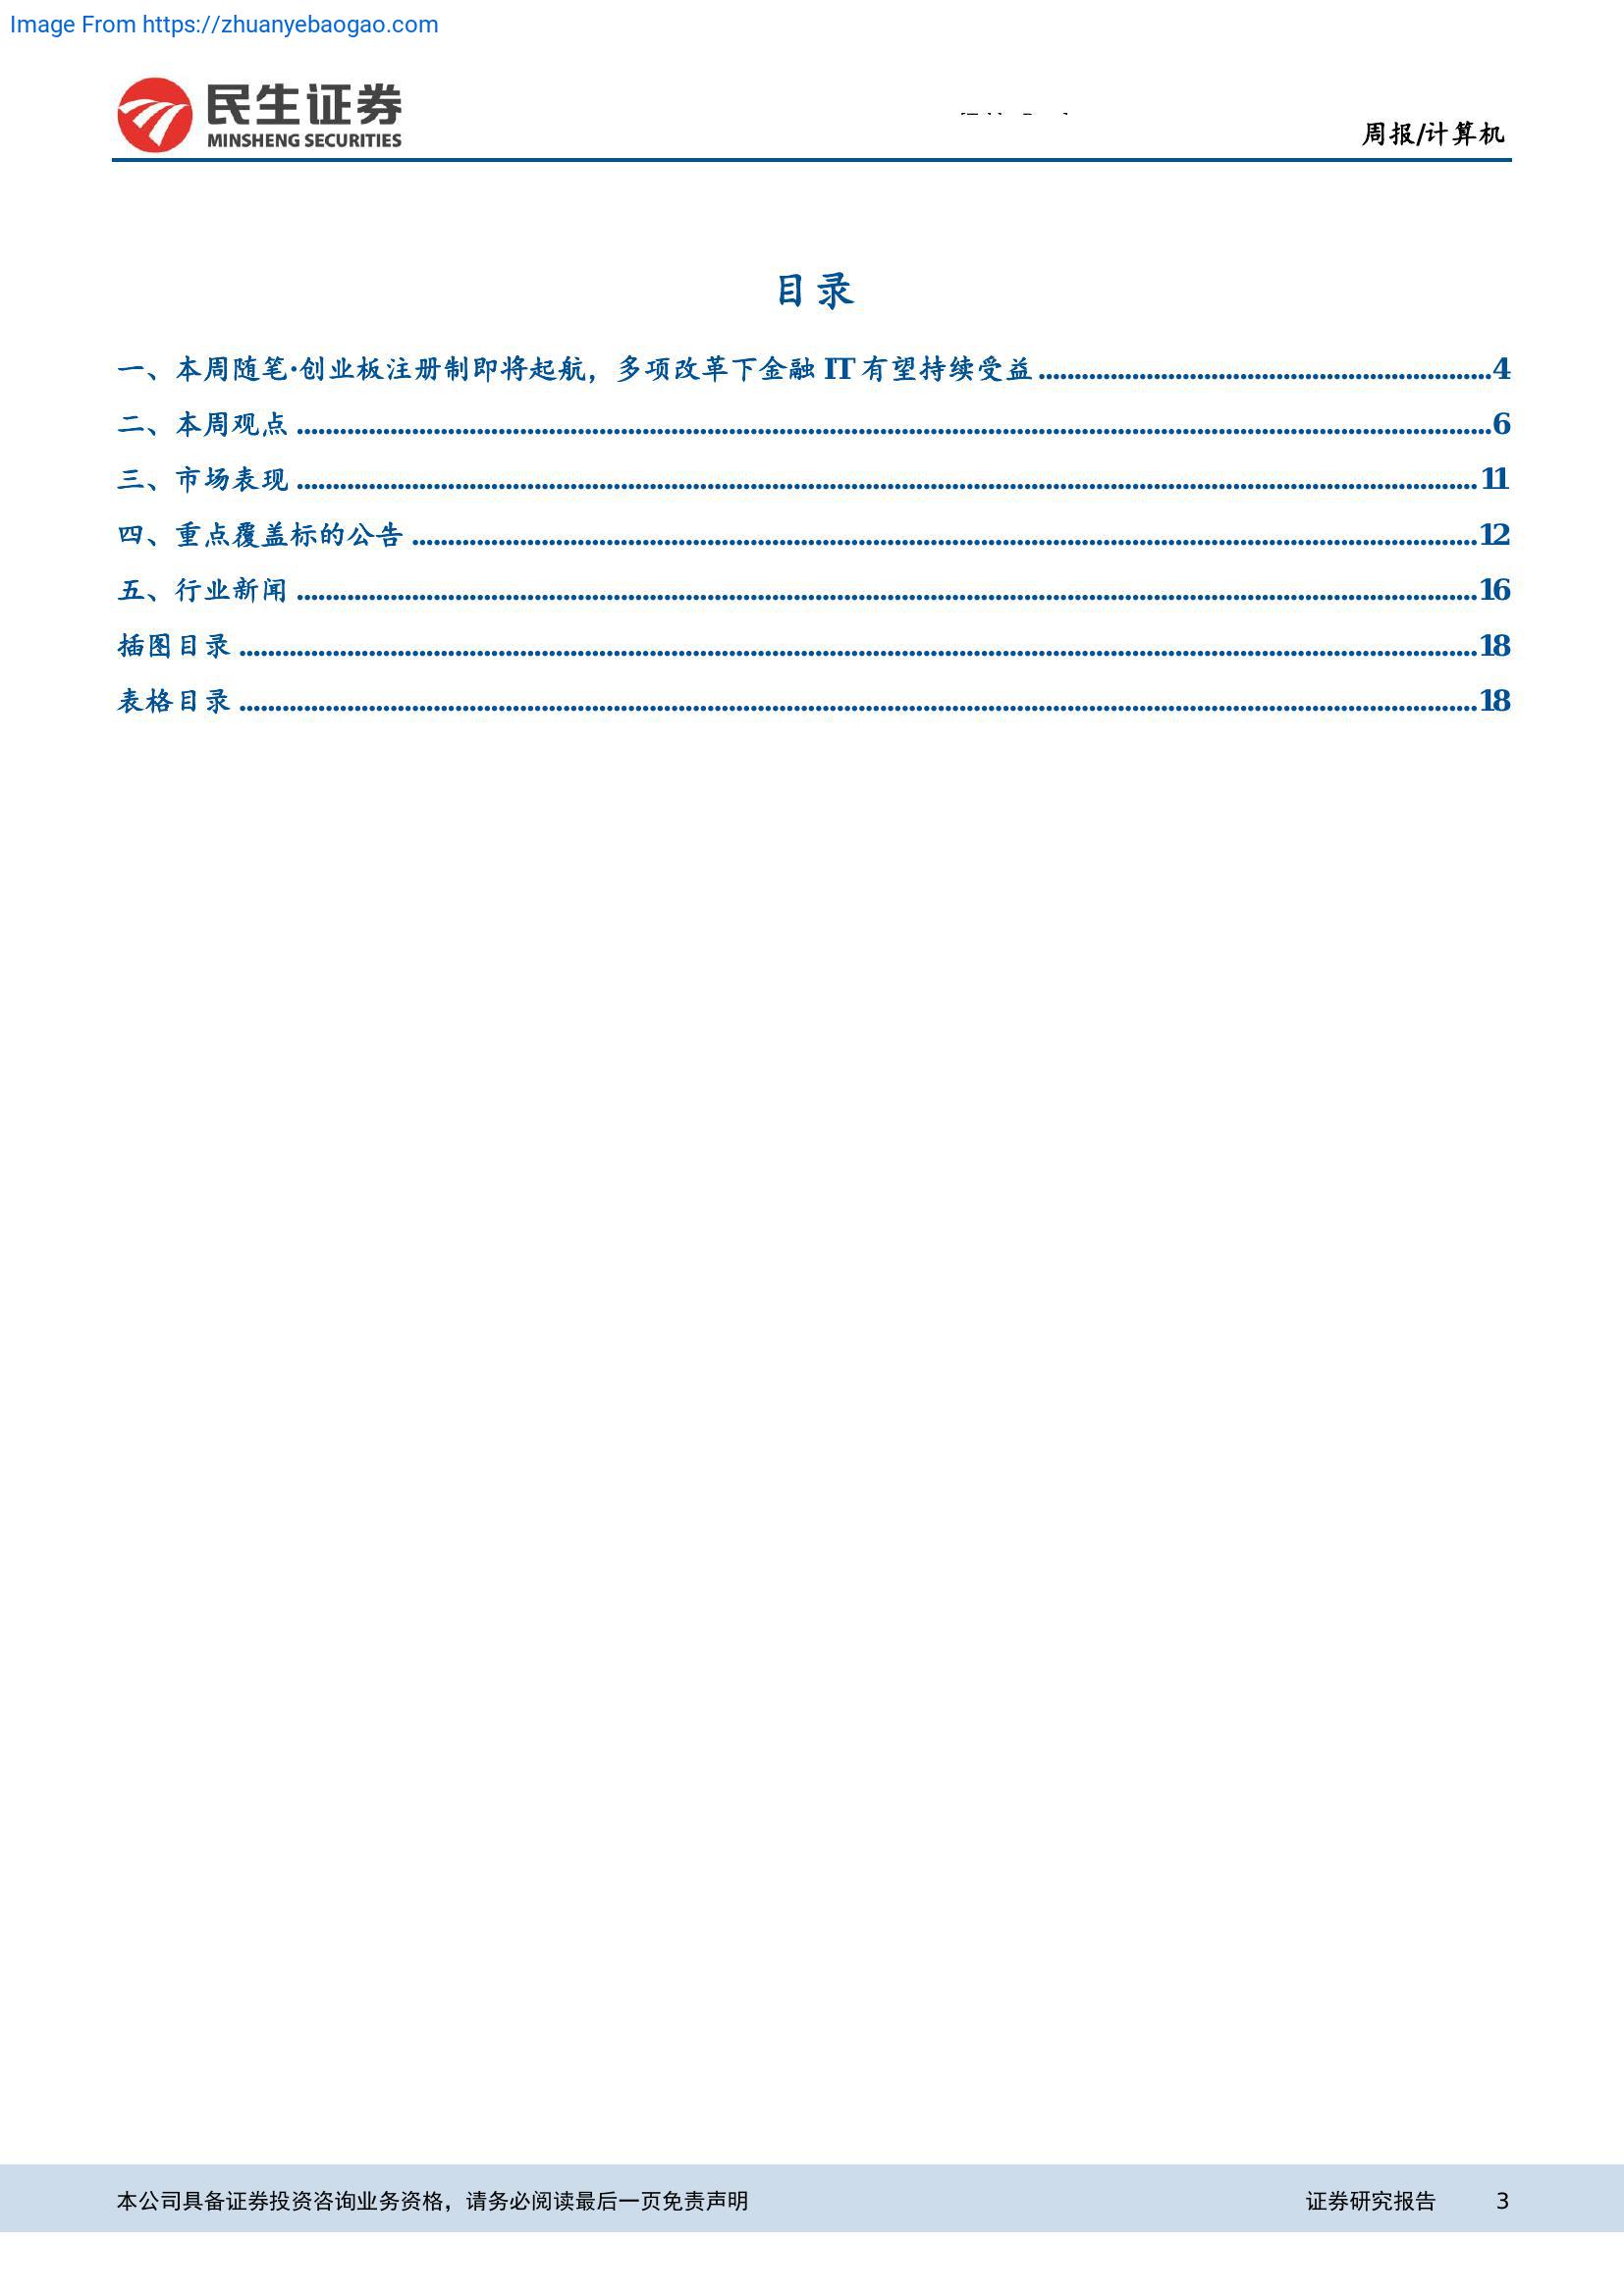 Image From https://zhuanyebaogao.com
民生证券
MINSHENG SECURITIES
周报/计算机
目录
一、本周随笔·创业板注册制即将起航，多项改革下金融 IT 有望持续受益 ........................................ 4
二、本周观点 ........................................ 6
三、市场表现 ........................................ 11
四、重点覆盖标的公告 ........................................ 12
五、行业新闻 ........................................ 16
插图目录 ........................................ 18
表格目录 ........................................ 18
本公司具备证券投资咨询业务资格，请务必阅读最后一页免责声明 证券研究报告 3